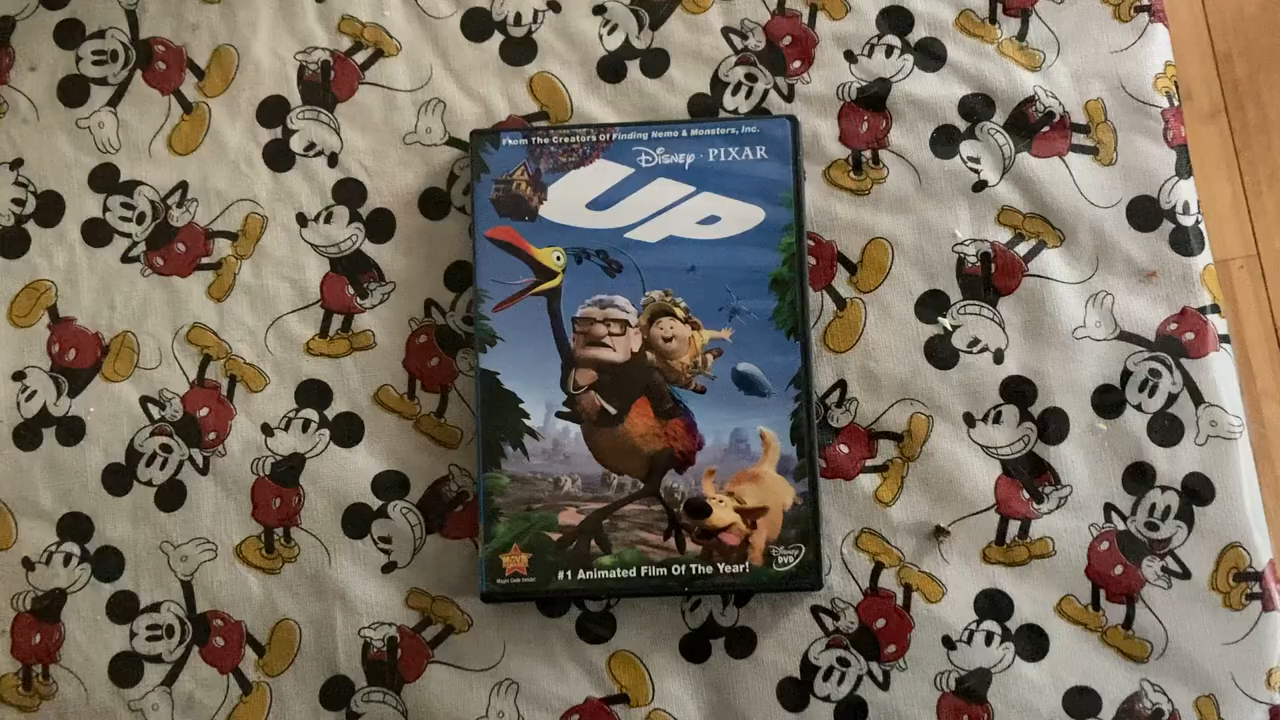 From The Creators Of Finding Nemo & Monsters, Inc.
Disney · PIXAR
UP
Disney
DVD
#1 Animated Film Of The Year!